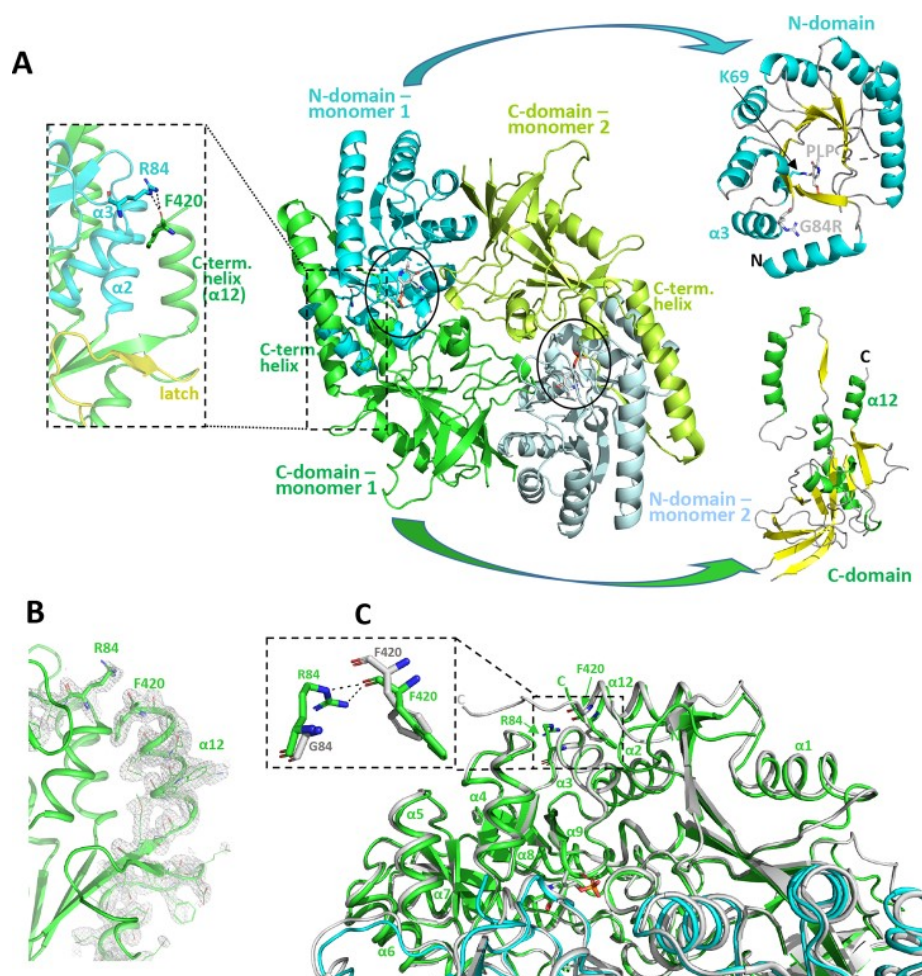 A
N-domain –
monomer 1
C-domain –
monomer 2
N-domain
K69
PLP
α3
G84R
N
R84
α3
F420
α2
C-term.
helix
(α12)
latch
C-term.
helix
C-term.
helix
C-domain –
monomer 1
N-domain –
monomer 2
C
α12
C-domain
B
R84
F420
α12
C
F420
R84
F420
G84
C
F420
C
α12
R84
α2
α1
α3
α5
α4
α9
α8
α7
α6